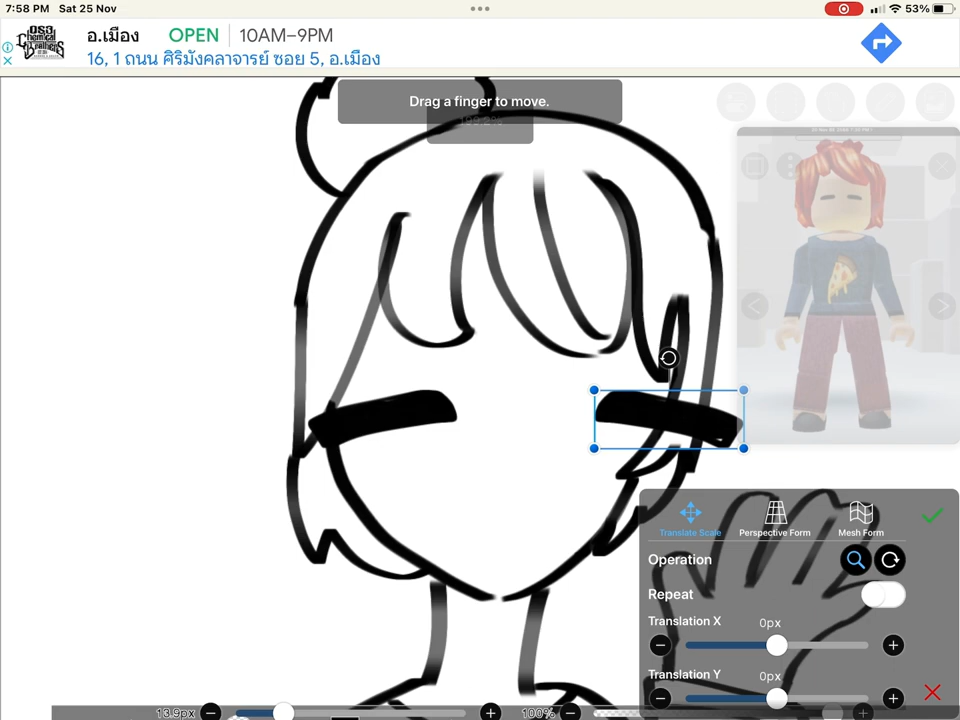 7:58 PM Sat 25 Nov
53%
อ.เมือง OPEN 10AM–9PM
16, 1 ถนน ศิริมังคลาจารย์ ซอย 5, อ.เมือง
Drag a finger to move.
Translate Scale Perspective Form Mesh Form
Operation
Repeat
Translation X 0px
Translation Y 0px
13.9px 100%